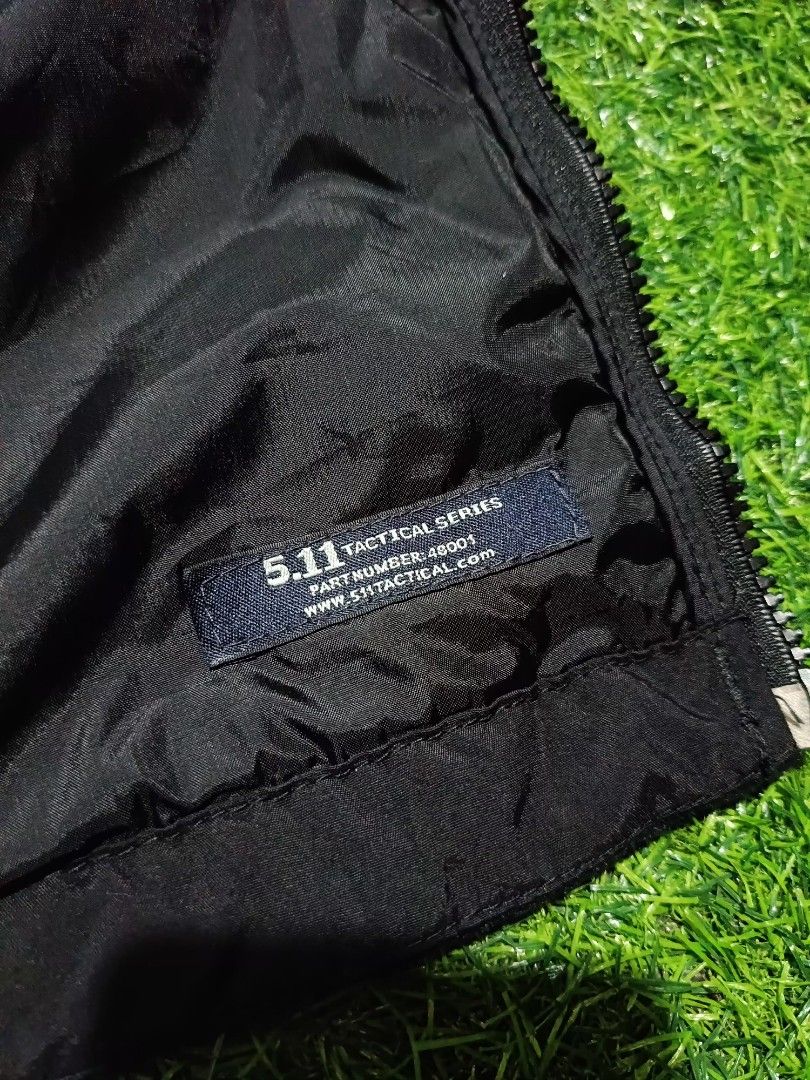 5.11 TACTICAL SERIES
PART NUMBER: 48001
WWW.511TACTICAL.com